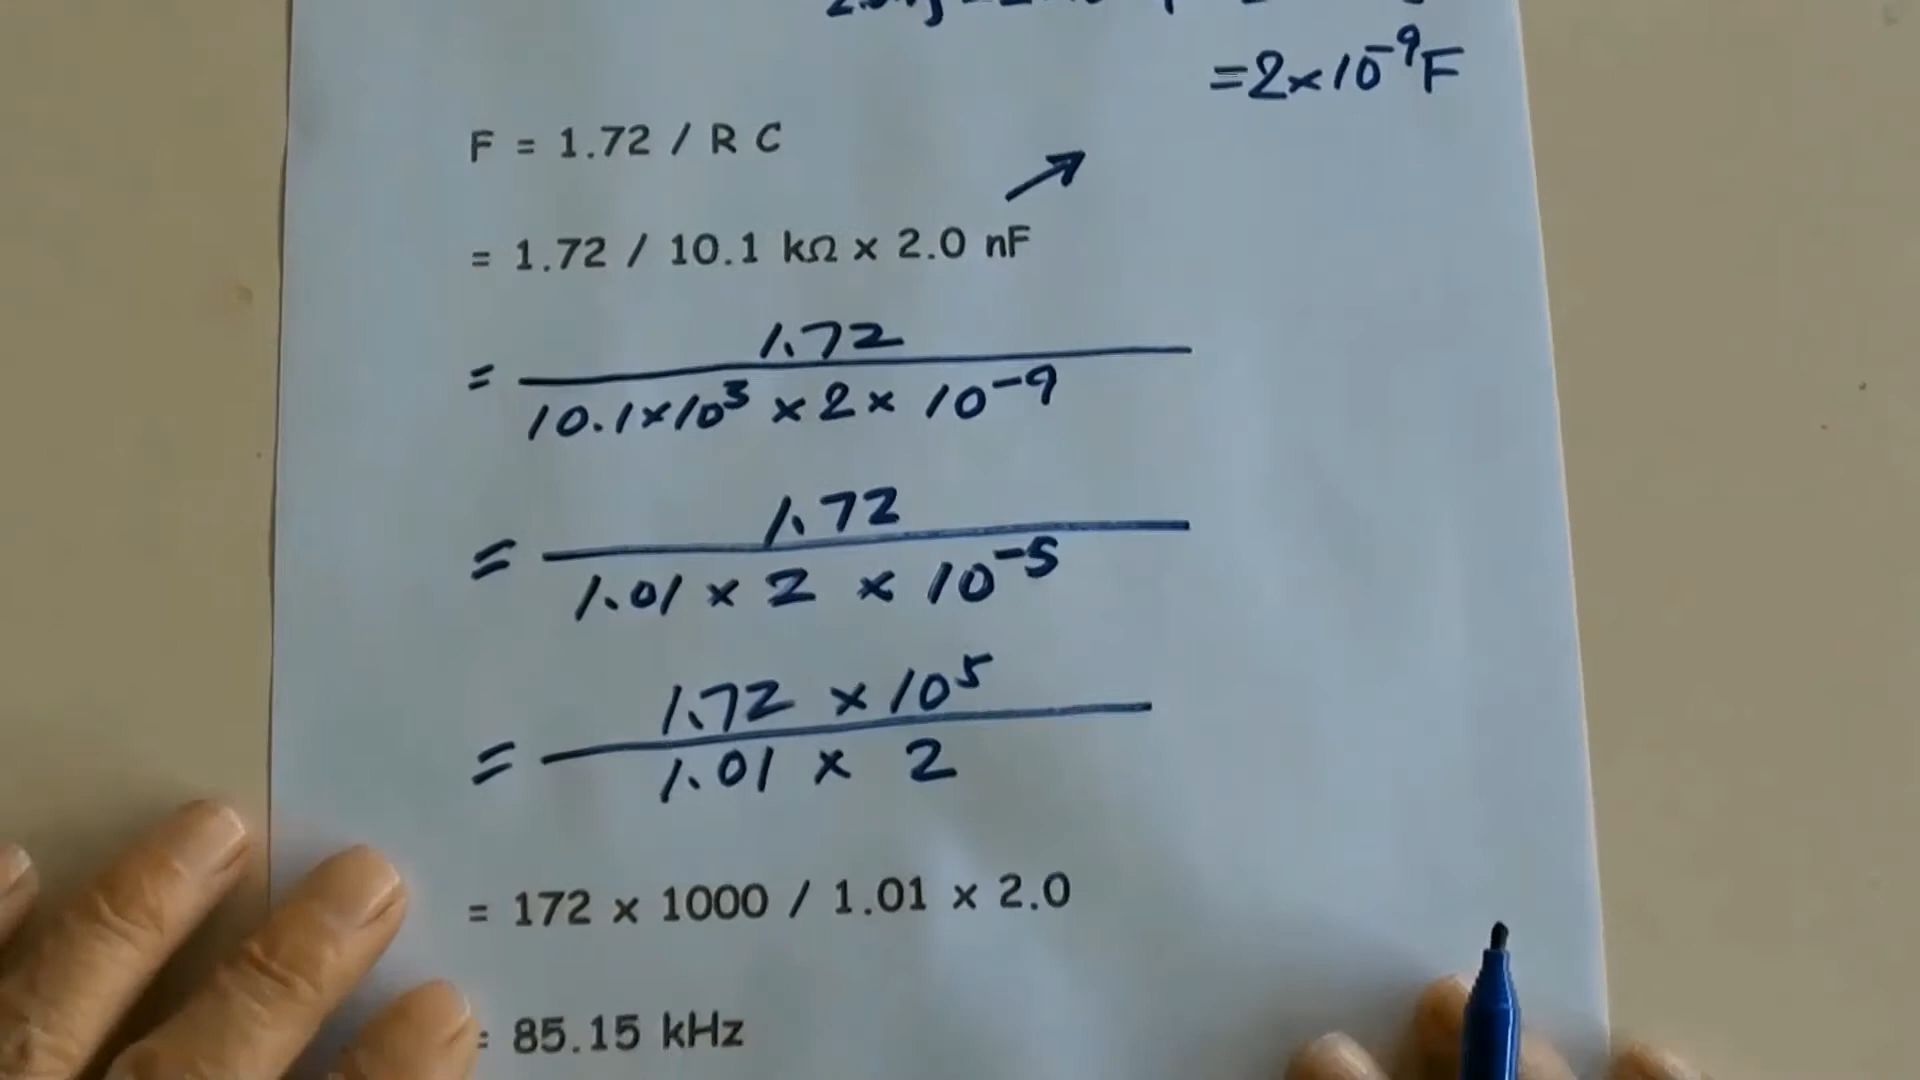 =2×10⁻⁹F
F = 1.72 / R C
= 1.72 / 10.1 kΩ x 2.0 nF
= 1.72
10.1×10³ × 2 × 10⁻⁹
= 1.72
1.01 × 2 × 10⁻⁵
= 1.72 × 10⁵
1.01 × 2
= 172 x 1000 / 1.01 x 2.0
= 85.15 kHz